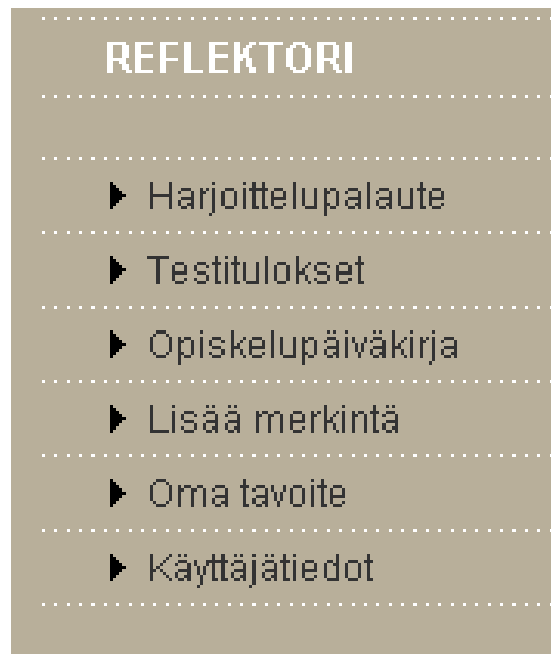 REFLEKTORI
Harjoittelupalaute
Testitulokset
Opiskelupäiväkirja
Lisää merkintä
Oma tavoite
Käyttäjätiedot